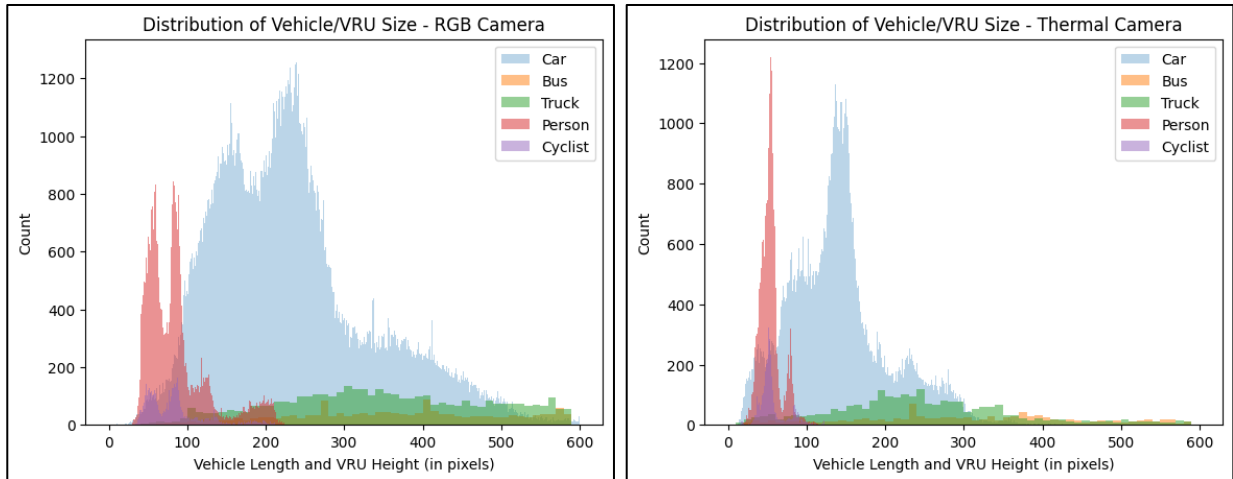 Distribution of Vehicle/VRU Size - RGB Camera
Car
Bus
Truck
Person
Cyclist
1200
1000
800
600
400
200
0
Count
0 100 200 300 400 500 600
Vehicle Length and VRU Height (in pixels)
Distribution of Vehicle/VRU Size - Thermal Camera
Car
Bus
Truck
Person
Cyclist
1200
1000
800
600
400
200
0
Count
0 100 200 300 400 500 600
Vehicle Length and VRU Height (in pixels)